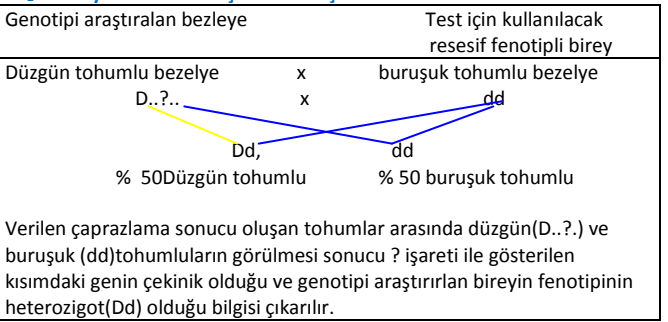 Genotipi araştıralan bezleye Test için kullanılacak
resesif fenotipli birey
Düzgün tohumlu bezelye x buruşuk tohumlu bezelye
D..?.. x dd
Dd, dd
% 50Düzgün tohumlu % 50 buruşuk tohumlu
Verilen çaprazlama sonucu oluşan tohumlar arasında düzgün(D..?.) ve
buruşuk (dd)tohumluların görülmesi sonucu ? işareti ile gösterilen
kısımdaki genin çekinik olduğu ve genotipi araştırırlan bireyin fenotipinin
heterozigot(Dd) olduğu bilgisi çıkarılır.